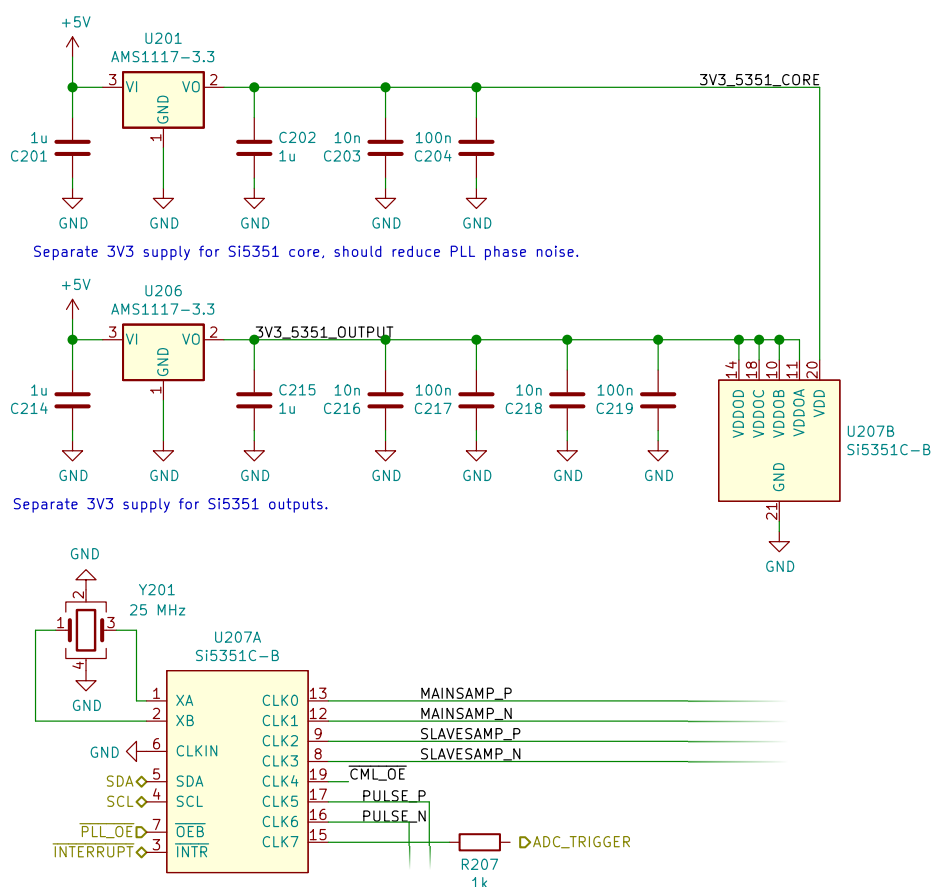 +5V
U201
AMS1117-3.3
3 VI VO 2
GND
1
3V3_5351_CORE
1u
C201
C202
1u
10n
C203
100n
C204
GND GND GND GND GND
Separate 3V3 supply for Si5351 core, should reduce PLL phase noise.
+5V
U206
AMS1117-3.3
3 VI VO 2
GND
1
3V3_5351_OUTPUT
1u
C214
C215
1u
10n
C216
100n
C217
10n
C218
100n
C219
GND GND GND GND GND GND GND
14 18 10 11 20
VDDOD VDDOC VDDOB VDDOA VDD
GND
21
U207B
Si5351C-B
GND
Separate 3V3 supply for Si5351 outputs.
GND
2
Y201
25 MHz
1 3
4
GND
U207A
Si5351C-B
1 XA CLK0 13 MAINSAMP_P
2 XB CLK1 12 MAINSAMP_N
CLK2 9 SLAVESAMP_P
GND 6 CLKIN CLK3 8 SLAVESAMP_N
SDA 5 SDA CLK4 19 CML_OE
SCL 4 SCL CLK5 17 PULSE_P
CLK6 16 PULSE_N
PLL_OE 7 OEB CLK7 15 ADC_TRIGGER
INTERRUPT 3 INTR
R207
1k